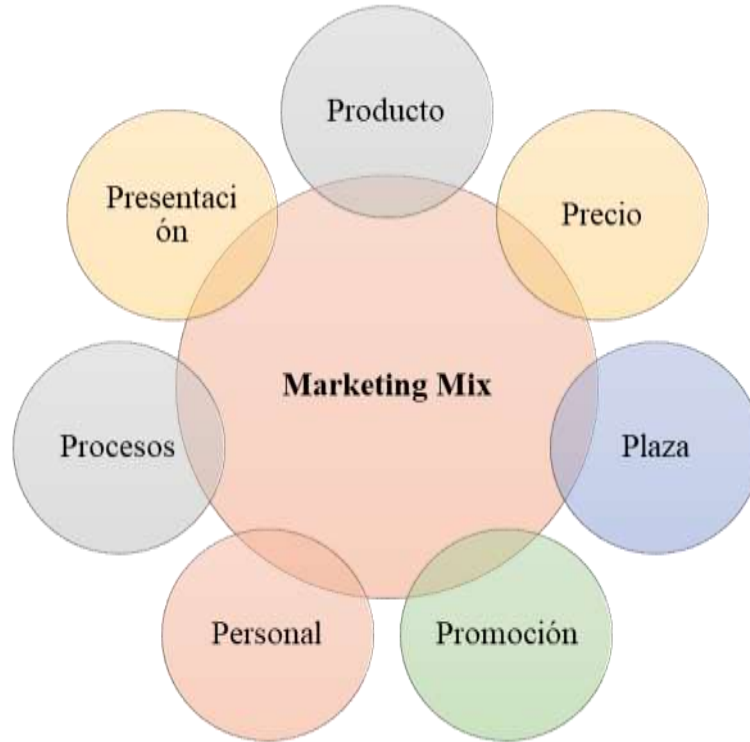 Producto
Presentaci
ón
Precio
Marketing Mix
Procesos
Plaza
Personal
Promoción